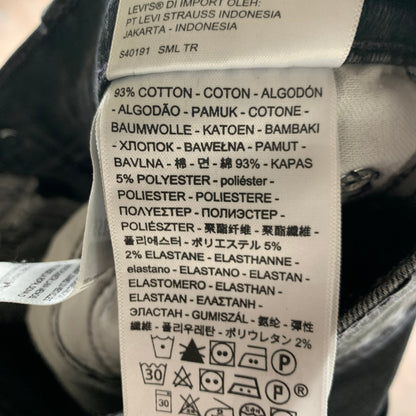 LEVI'S® DI IMPORT OLEH:
PT LEVI STRAUSS INDONESIA
JAKARTA - INDONESIA
S40191 SML TR
93% COTTON - COTON - ALGODÓN
- ALGODÃO - PAMUK - COTONE -
BAUMWOLLE - KATOEN - BAMBAKI
- ХЛОПОК - BAWEŁNA - PAMUT -
BAVLNA - 棉 - 면 - 綿 93% - KAPAS
5% POLYESTER - poliéster -
POLIESTER - POLIESTERE -
ΠΟΛΥΕΣΤΕΡ - ПОЛИЭСТЕР -
POLIÉSZTER - 聚酯纤维 - 聚酯纖維 -
폴리에스터 - ポリエステル 5%
2% ELASTANE - ELASTHANNE -
elastano - ELASTANO - ELASTAN -
ELASTOMERO - ELASTHAN -
ELASTAAN - ΕΛΑΣΤΑΝΗ -
ЭЛАСТАН - GUMISZÁL - 氨纶 - 彈性
纖維 - 폴리우레탄 - ポリウレタン 2%
30
P
30
P